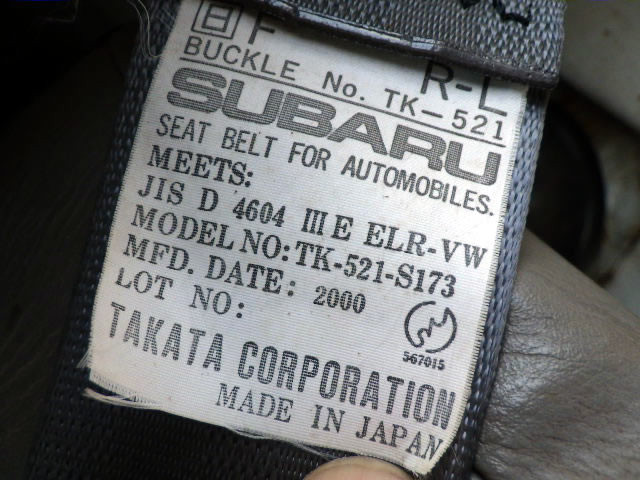 日 F R-L
BUCKLE No. TK-521
SUBARU
SEAT BELT FOR AUTOMOBILES.
MEETS:
JIS D 4604 III E ELR-VW
MODEL NO: TK-521-S173
MFD. DATE: 2000
LOT NO:
567015
TAKATA CORPORATION
MADE IN JAPAN